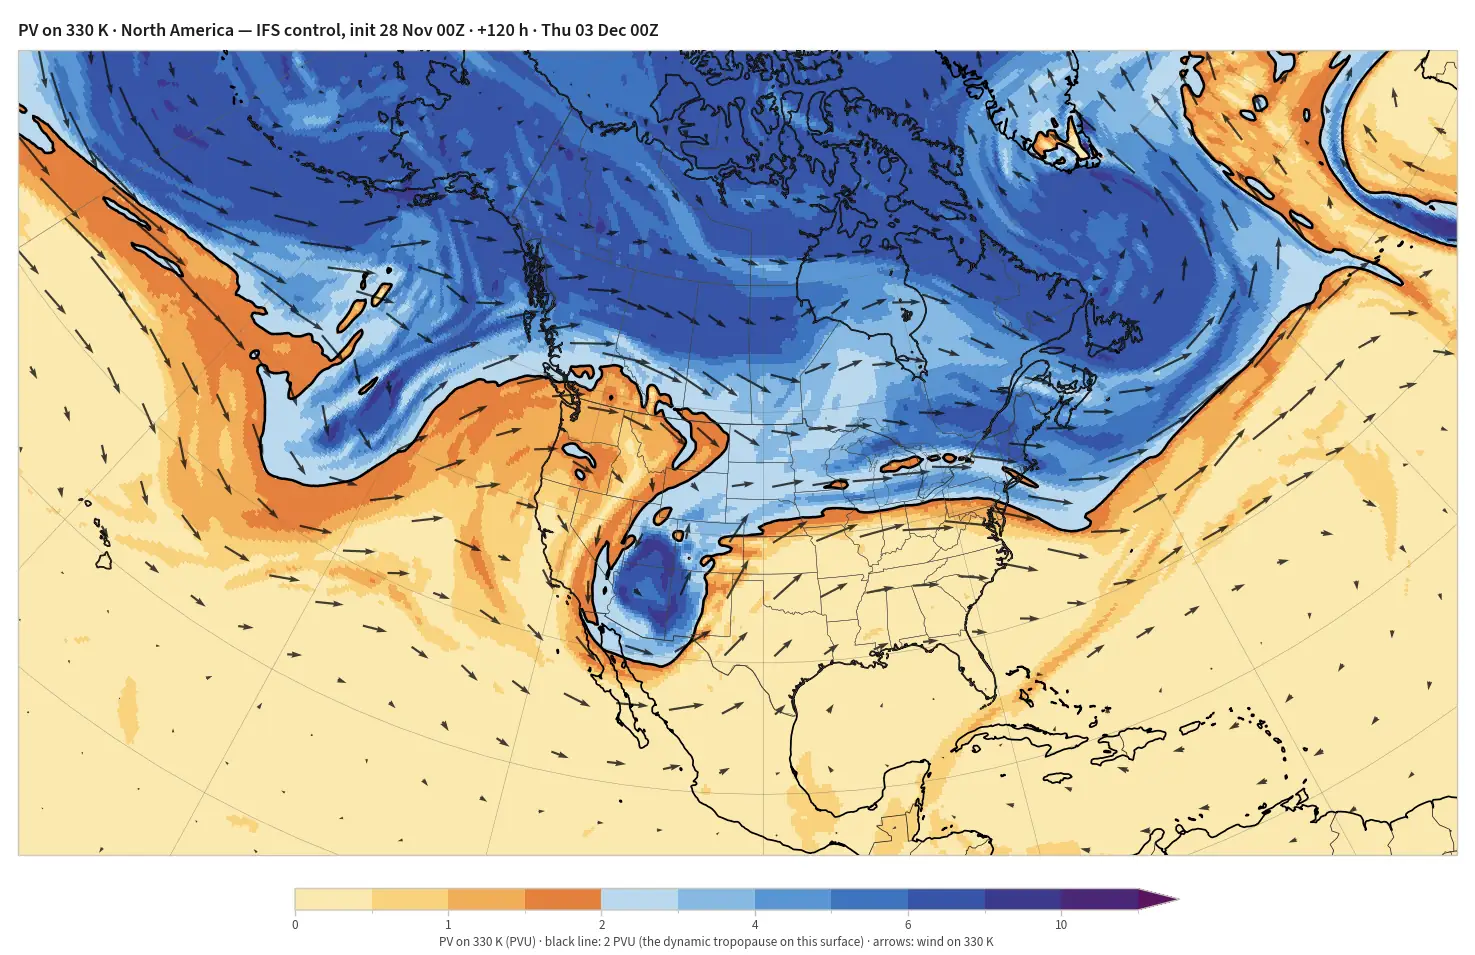 PV on 330 K · North America — IFS control, init 28 Nov 00Z · +120 h · Thu 03 Dec 00Z
0 1 2 4 6 10
PV on 330 K (PVU) · black line: 2 PVU (the dynamic tropopause on this surface) · arrows: wind on 330 K